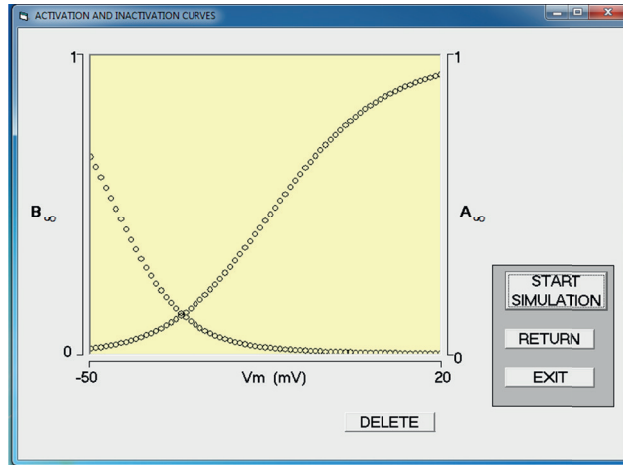 ACTIVATION AND INACTIVATION CURVES
1
1
B∞
A∞
START
SIMULATION
RETURN
EXIT
0
0
-50
Vm (mV)
20
DELETE